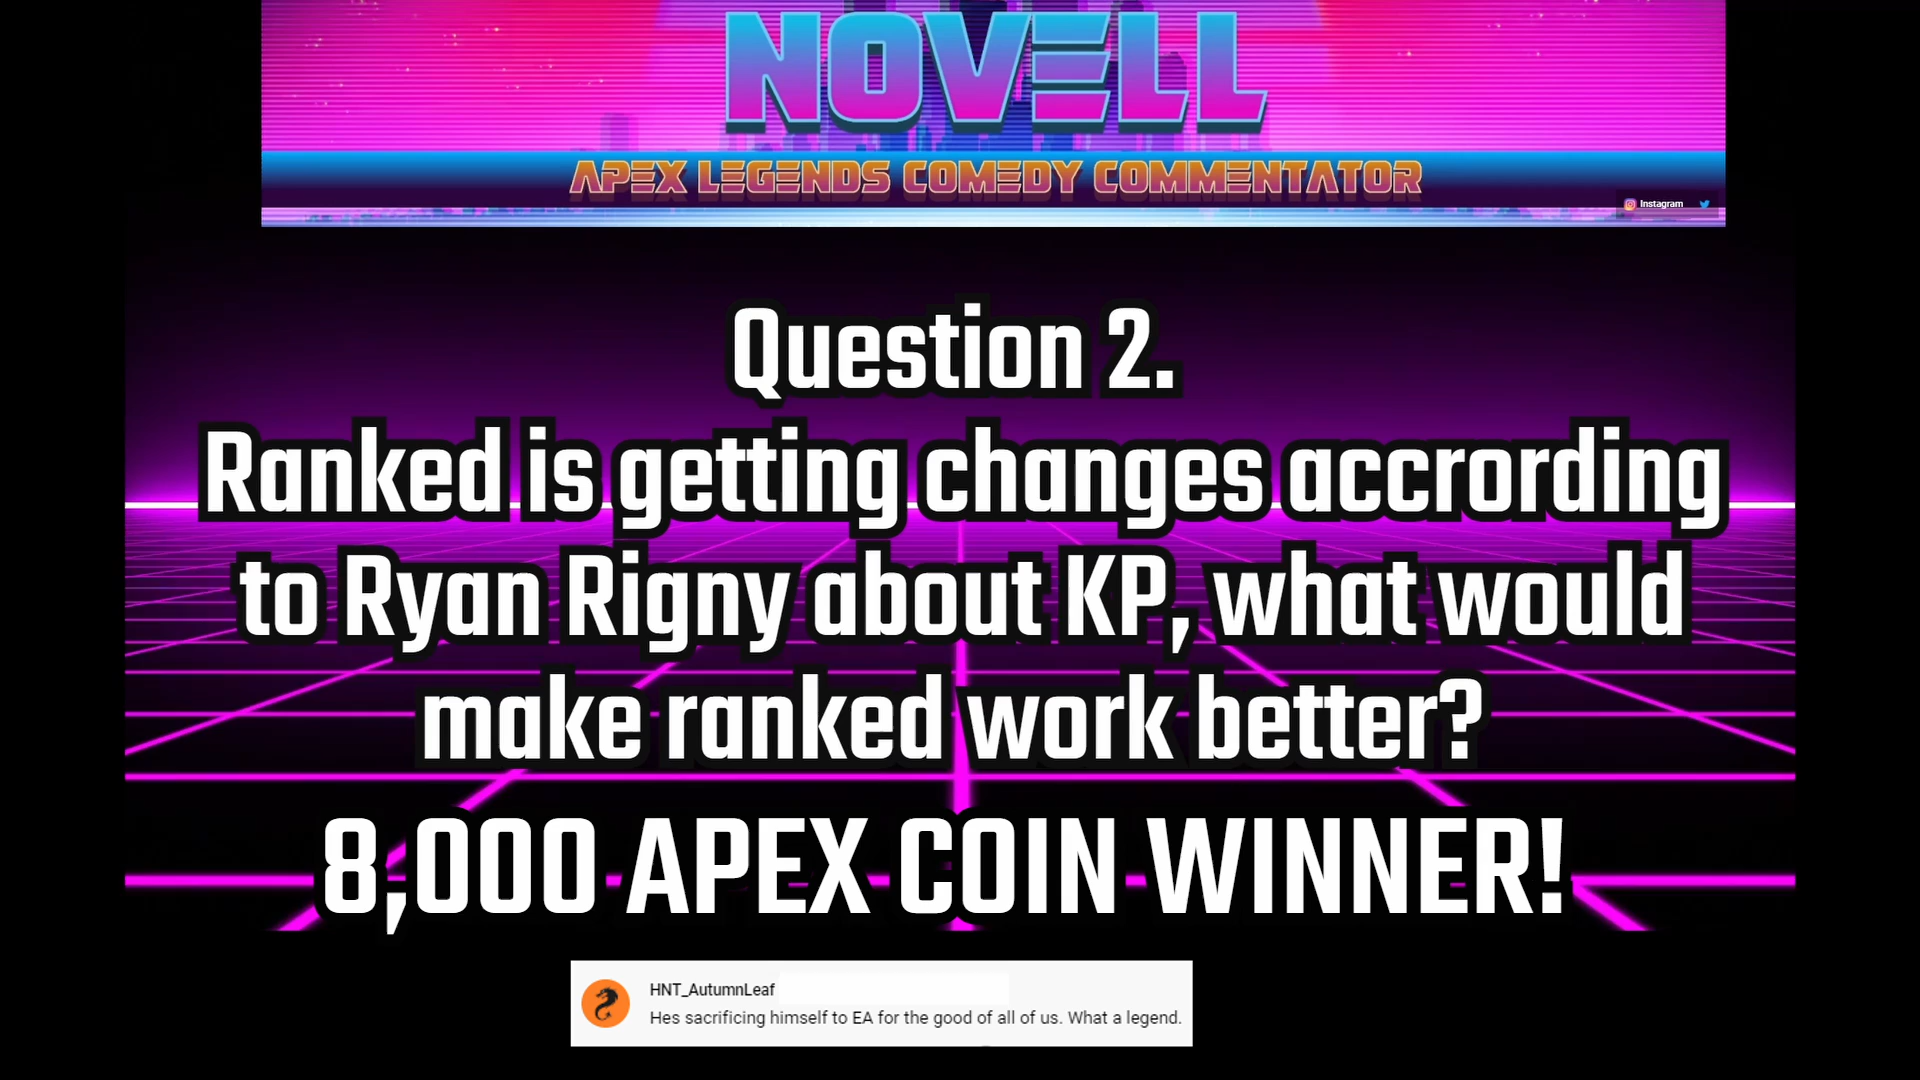 NOVELL
APEX LEGENDS COMEDY COMMENTATOR
Instagram
Question 2.
Ranked is getting changes accrording
to Ryan Rigny about KP, what would
make ranked work better?
8,000 APEX COIN WINNER!
HNT_AutumnLeaf
Hes sacrificing himself to EA for the good of all of us. What a legend.